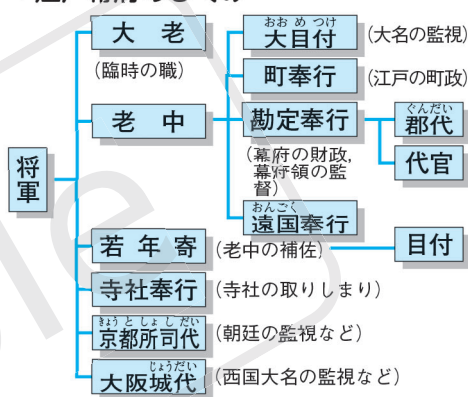 大老
(臨時の職)
老中
将軍
若年寄
(老中の補佐)
寺社奉行
(寺社の取りしまり)
きょうとしょしだい
京都所司代
(朝廷の監視など)
じょうだい
大阪城代
(西国大名の監視など)
おおめつけ
大目付
(大名の監視)
町奉行
(江戸の町政)
勘定奉行
(幕府の財政,
幕府領の監
督)
おんごく
遠国奉行
ぐんだい
郡代
代官
目付